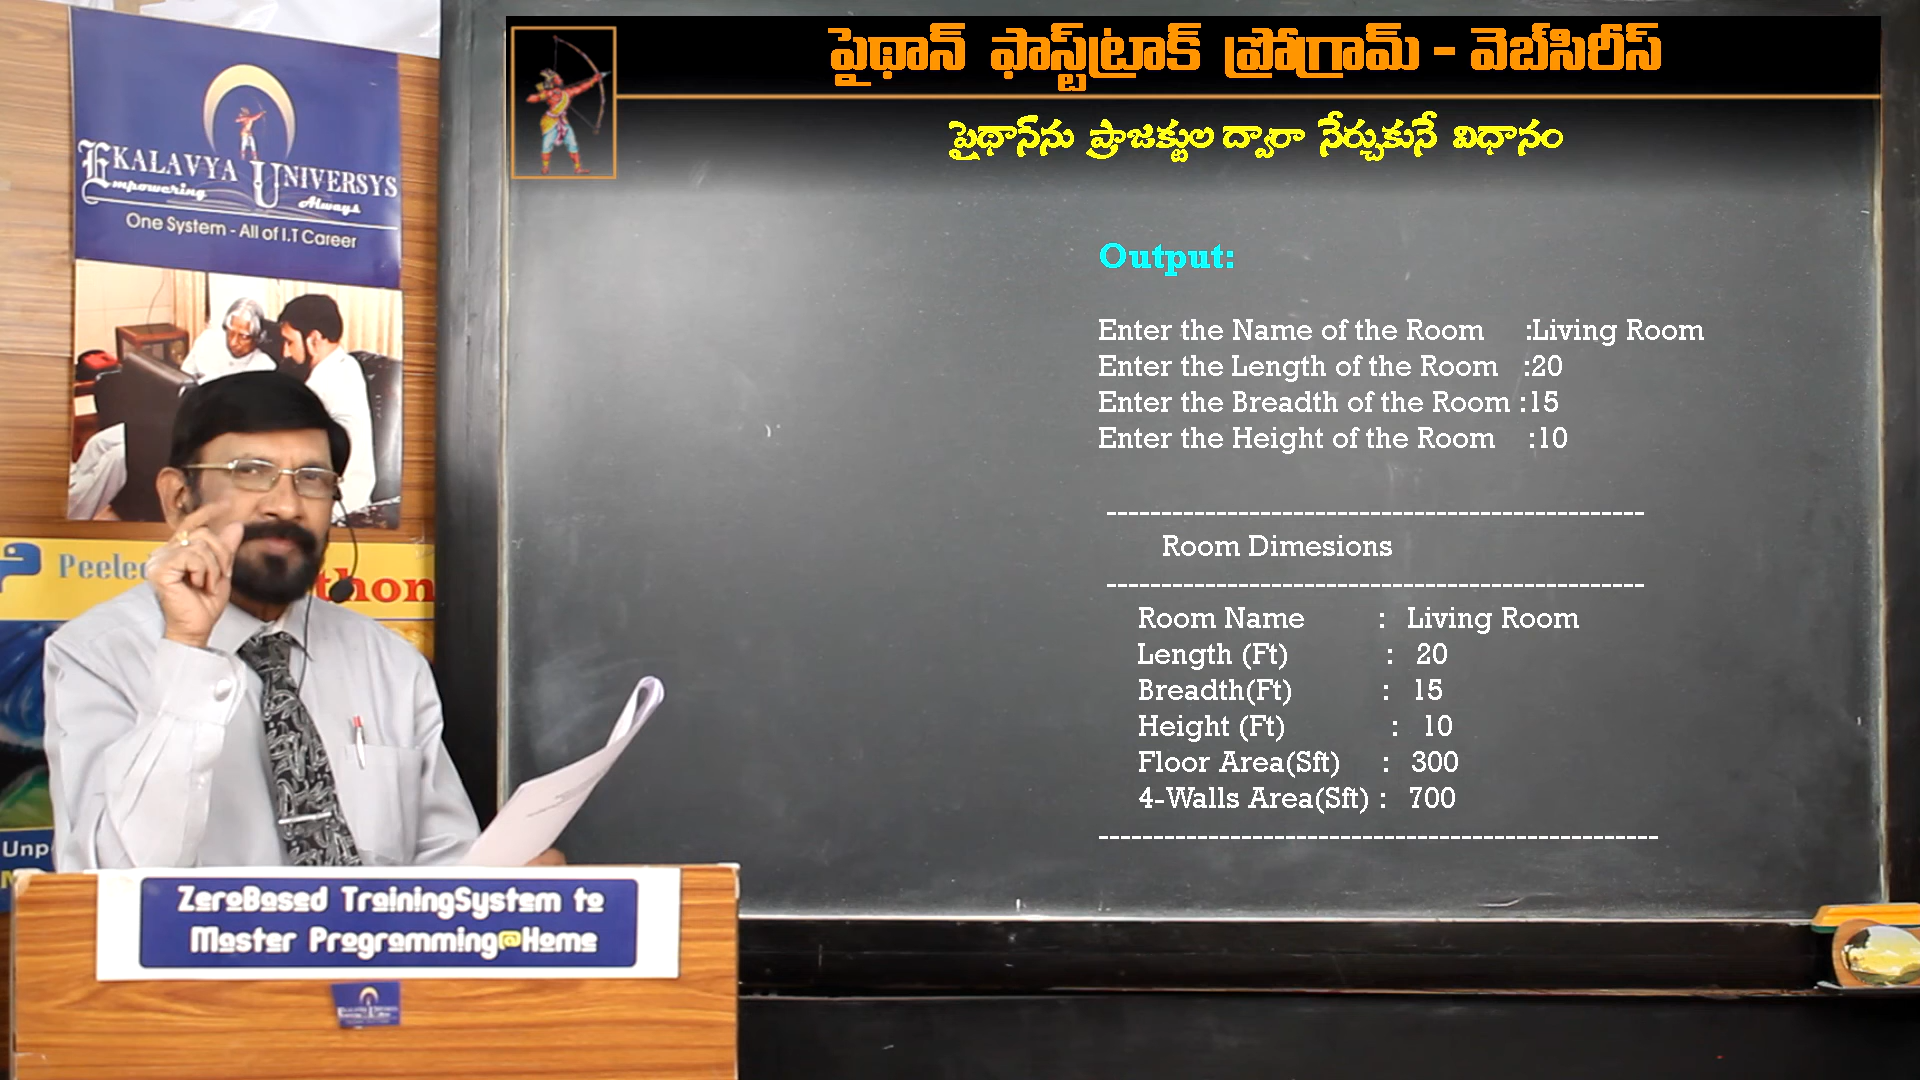 పైథాన్ ఫాస్ట్‌ట్రాక్ ప్రోగ్రామ్ - వెబ్‌సిరీస్
పైథాన్‌ను ప్రాజెక్టుల ద్వారా నేర్చుకునే విధానం
EKALAVYA UNIVERSYS
Empowering Always
One System - All of I.T Career
Output:
Enter the Name of the Room :Living Room
Enter the Length of the Room :20
Enter the Breadth of the Room :15
Enter the Height of the Room :10
-------------------------------------------------
Room Dimesions
-------------------------------------------------
Room Name : Living Room
Length (Ft) : 20
Breadth(Ft) : 15
Height (Ft) : 10
Floor Area(Sft) : 300
4-Walls Area(Sft) : 700
---------------------------------------------------
ZeroBased TrainingSystem to
Master Programming@Home